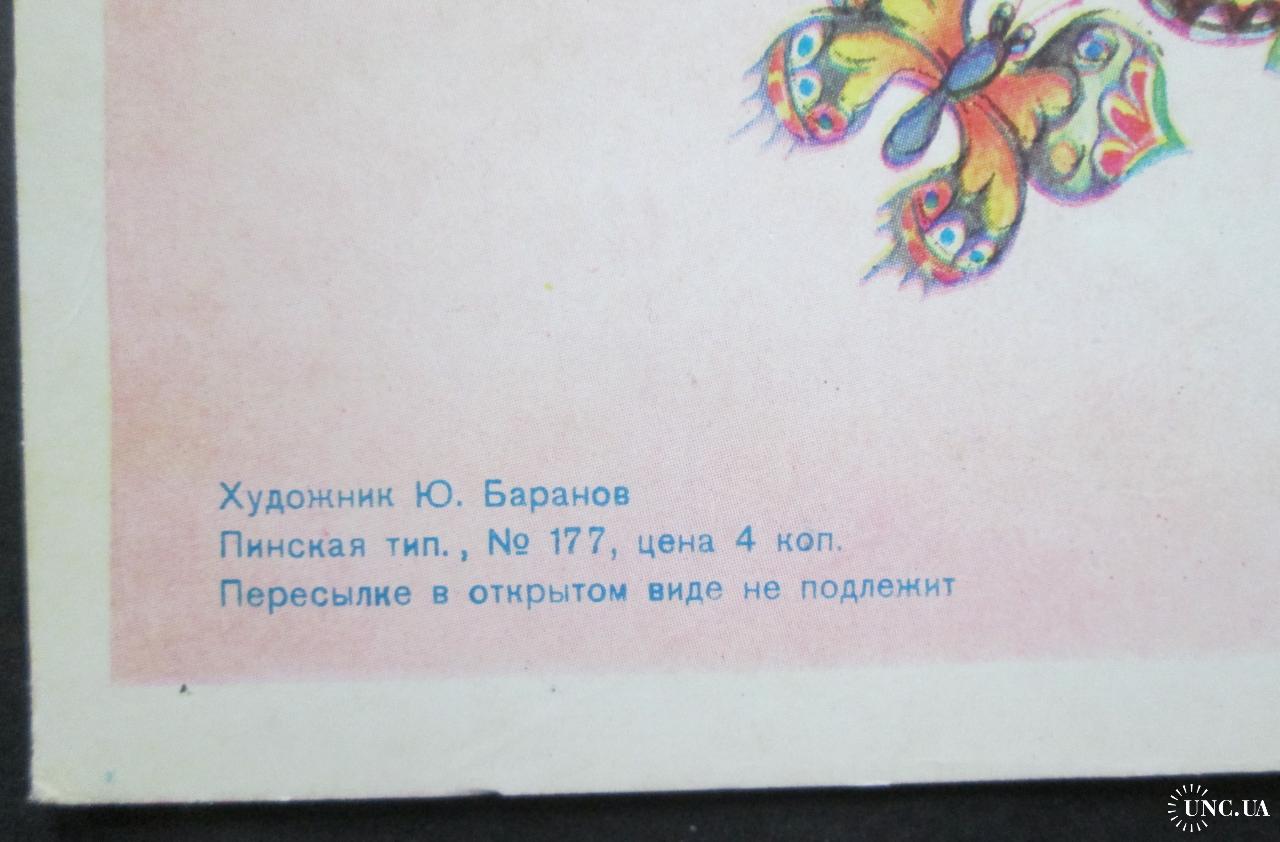 Художник Ю. Баранов
Пинская тип., № 177, цена 4 коп.
Пересылке в открытом виде не подлежит
UNC.UA